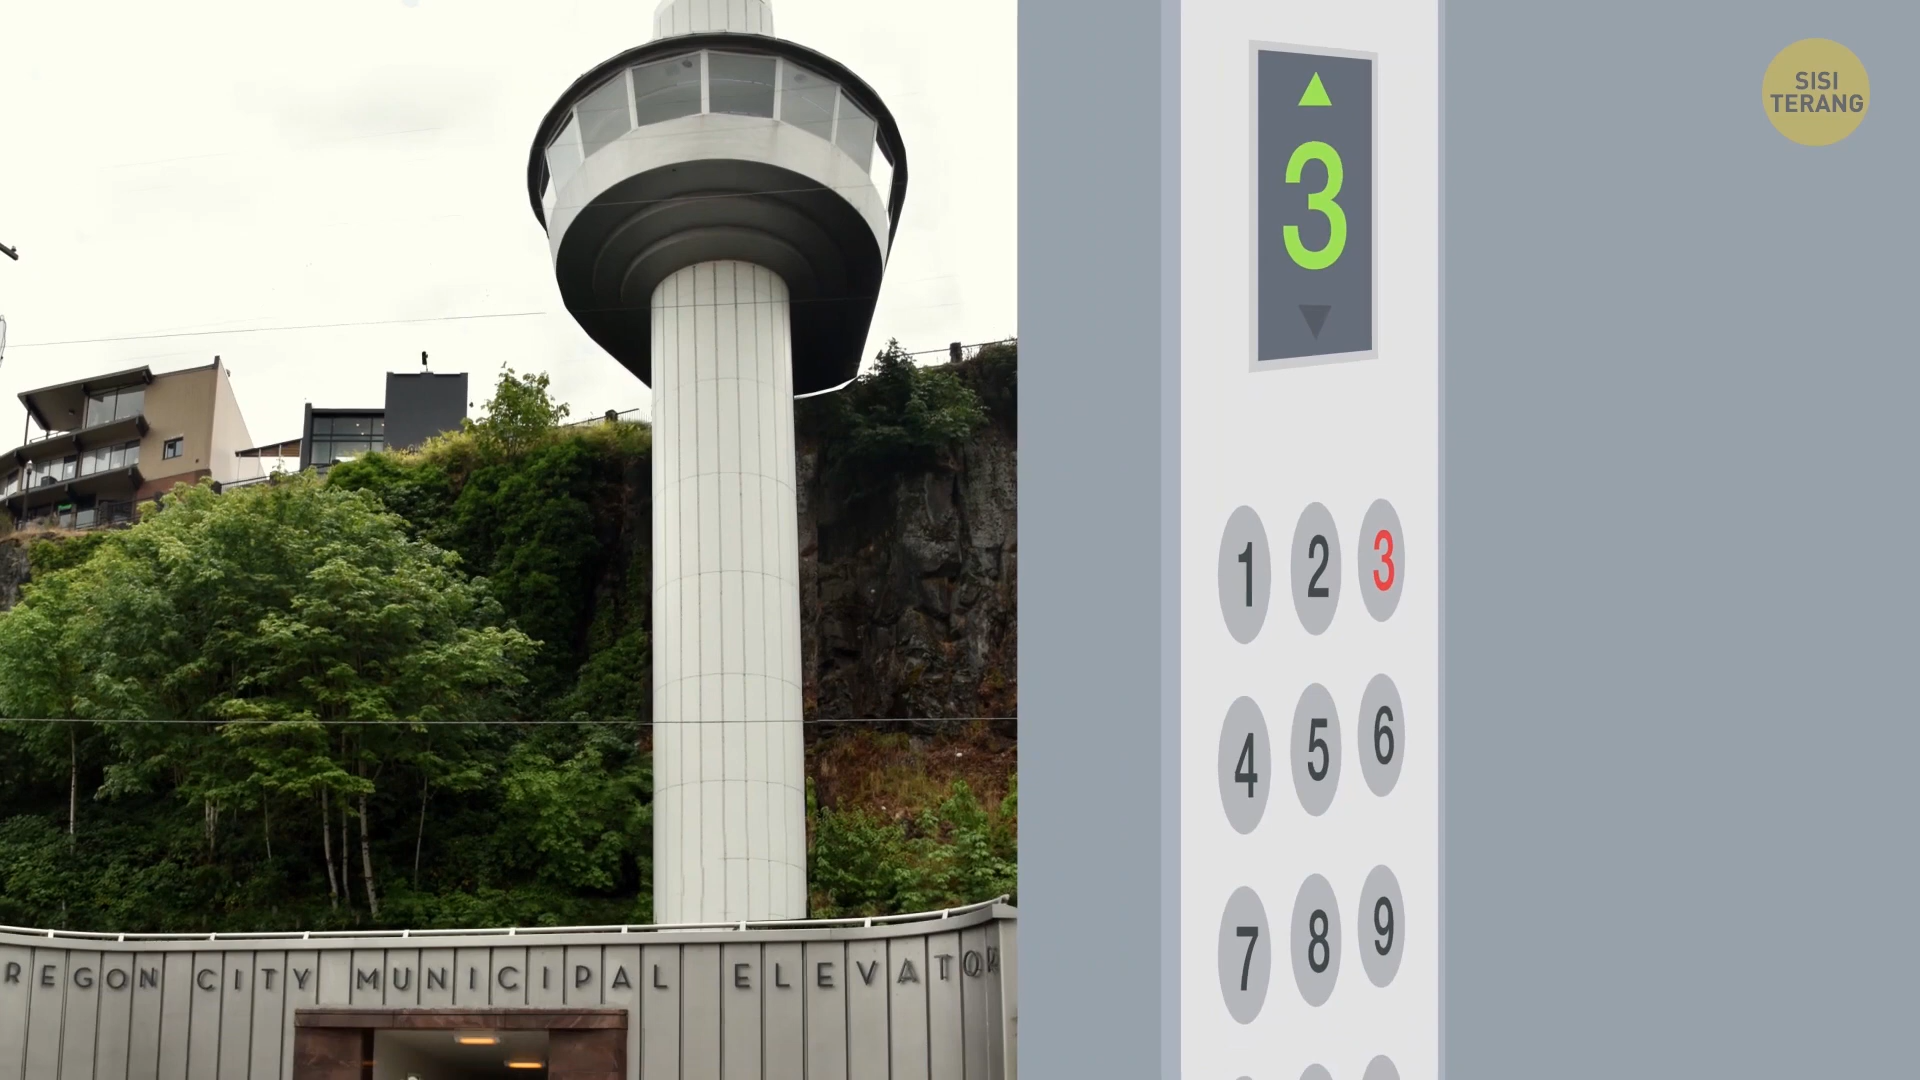 REGON CITY MUNICIPAL ELEVATOR
3
1 2 3
4 5 6
7 8 9
SISI
TERANG